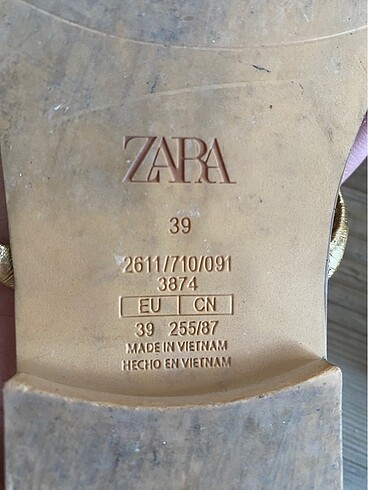 ZARA
39
2611/710/091
3874
EU CN
39 255/87
MADE IN VIETNAM
HECHO EN VIETNAM